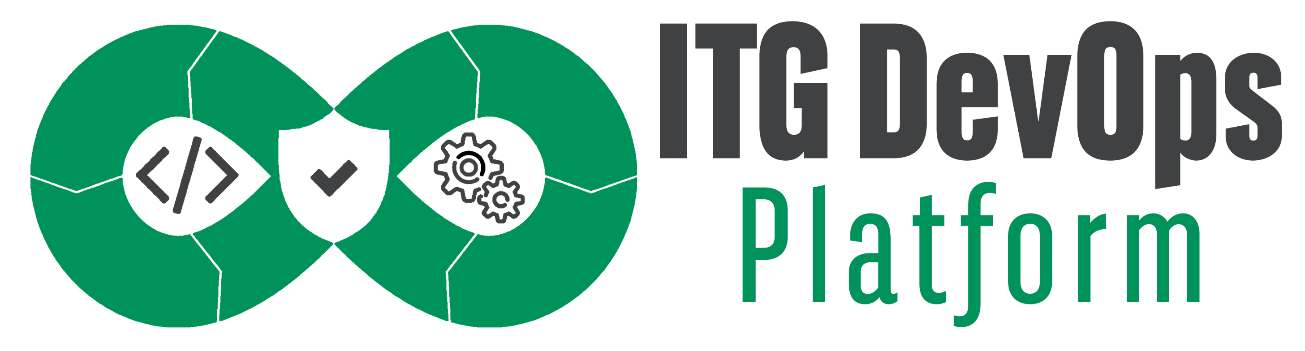 </>
ITG DevOps
Platform